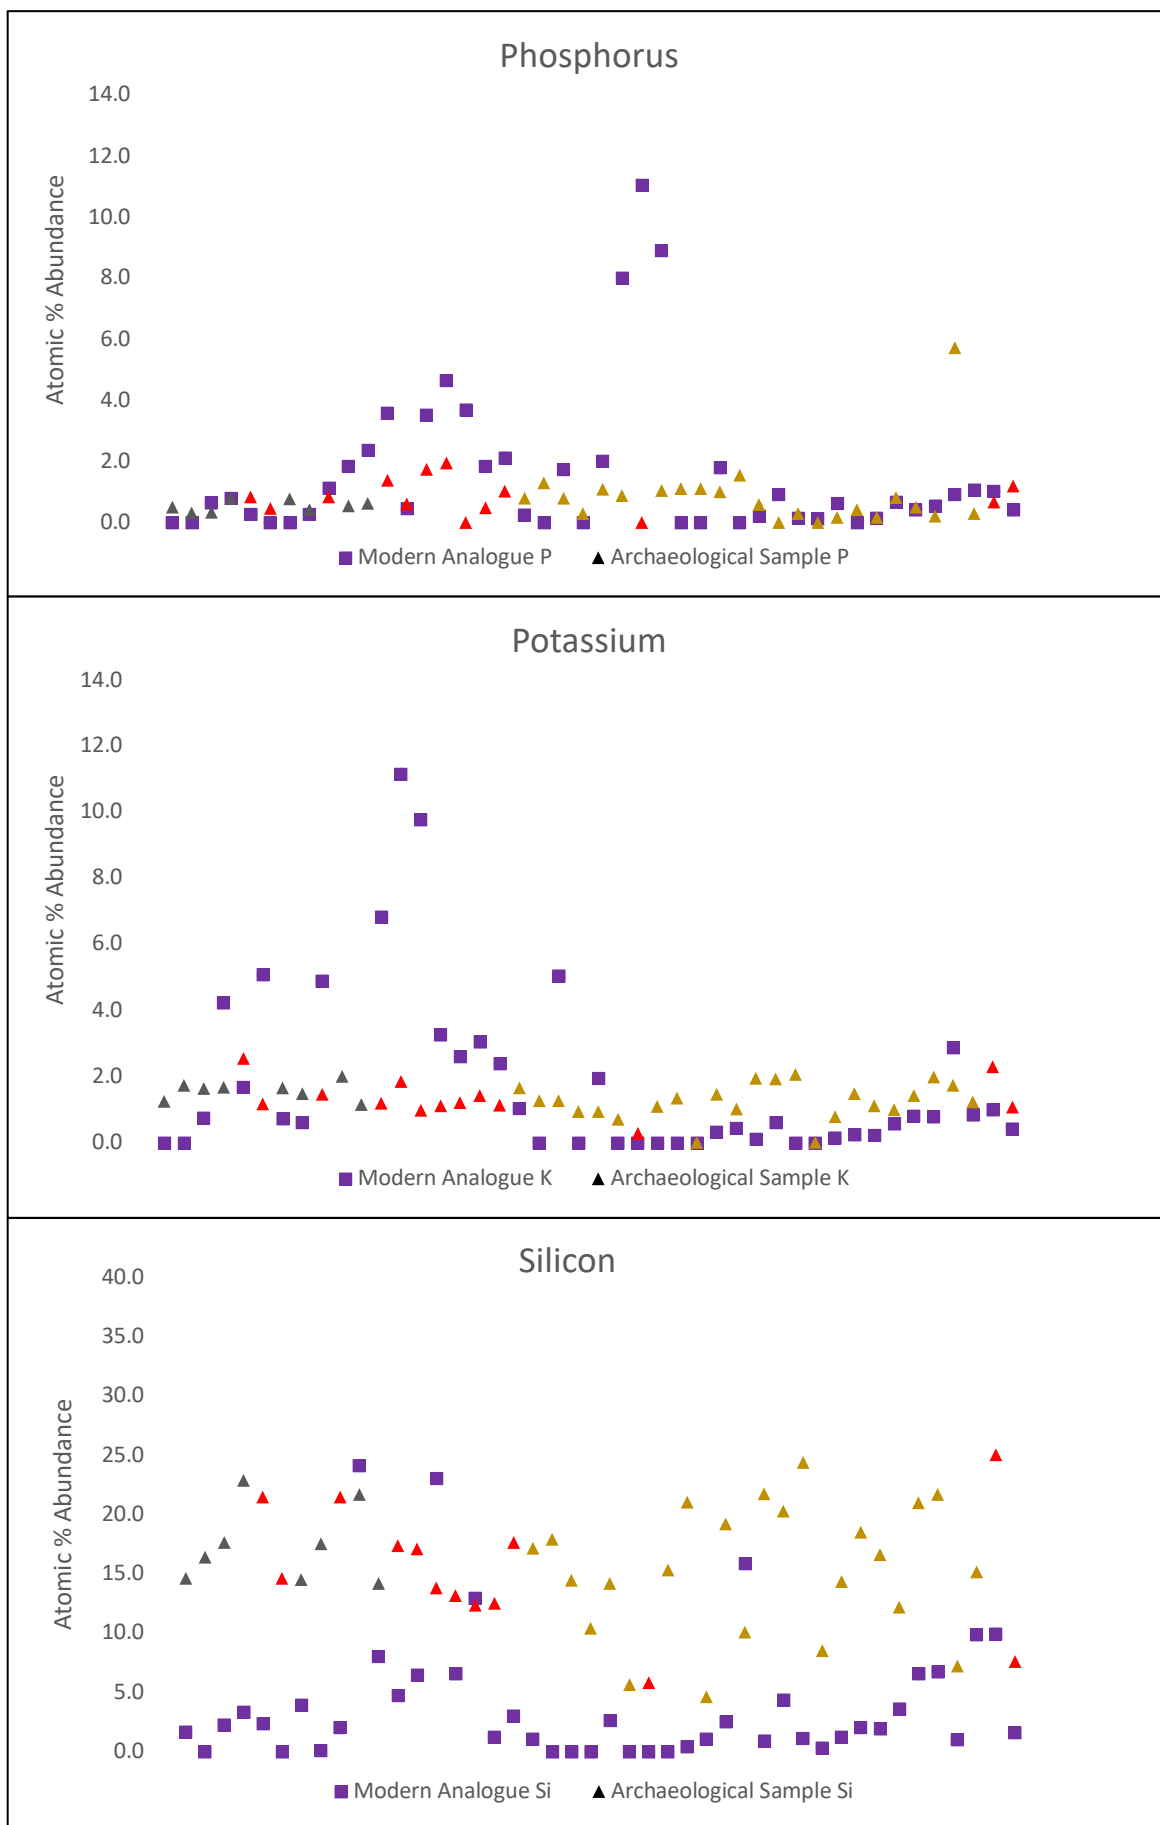 Phosphorus
14.0
12.0
10.0
8.0
6.0
4.0
2.0
0.0
Atomic % Abundance
Modern Analogue P Archaeological Sample P
Potassium
14.0
12.0
10.0
8.0
6.0
4.0
2.0
0.0
Atomic % Abundance
Modern Analogue K Archaeological Sample K
Silicon
40.0
35.0
30.0
25.0
20.0
15.0
10.0
5.0
0.0
Atomic % Abundance
Modern Analogue Si Archaeological Sample Si